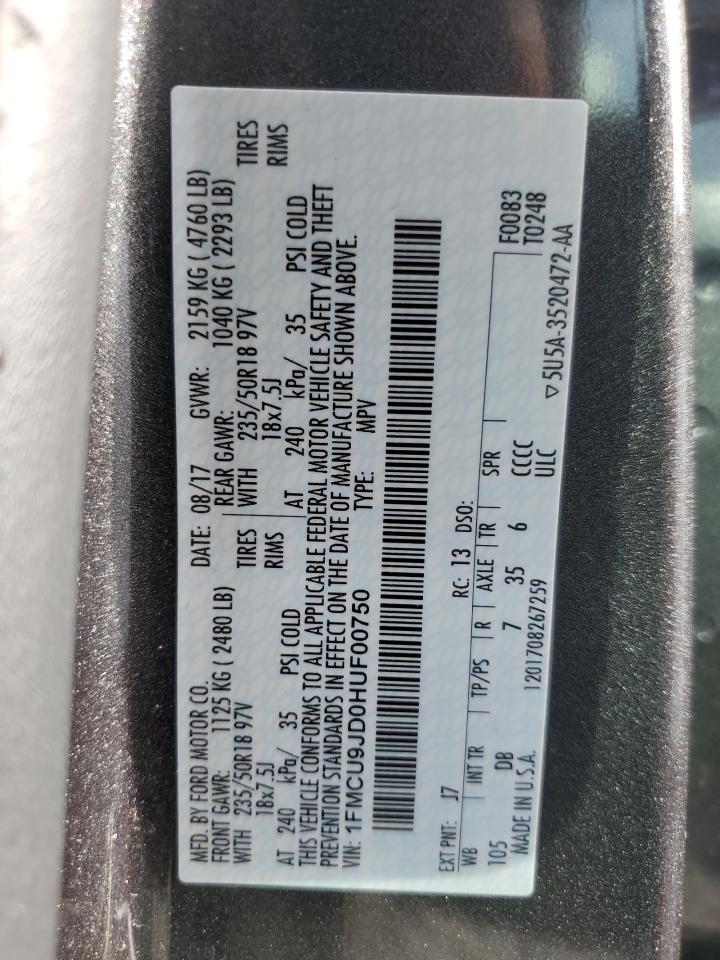 MFD. BY FORD MOTOR CO. DATE: 08/17 GVWR: 2159 KG ( 4760 LB)
FRONT GAWR: 1125 KG ( 2480 LB) REAR GAWR: 1040 KG ( 2293 LB)
WITH 235/50R18 97V TIRES WITH 235/50R18 97V TIRES
18x7.5J RIMS 18x7.5J RIMS
AT 240 kPa/ 35 PSI COLD AT 240 kPa/ 35 PSI COLD
THIS VEHICLE CONFORMS TO ALL APPLICABLE FEDERAL MOTOR VEHICLE SAFETY AND THEFT
PREVENTION STANDARDS IN EFFECT ON THE DATE OF MANUFACTURE SHOWN ABOVE.
VIN: 1FMCU9JD0HUF00750 TYPE: MPV
EXT PNT: J7 RC: 13 DSO:
WB INT TR TP/PS R AXLE TR SPR F0083
105 DB 7 35 6 CCCC T0248
MADE IN U.S.A. 1201708267259 ULC ▽5U5A-3520472-AA